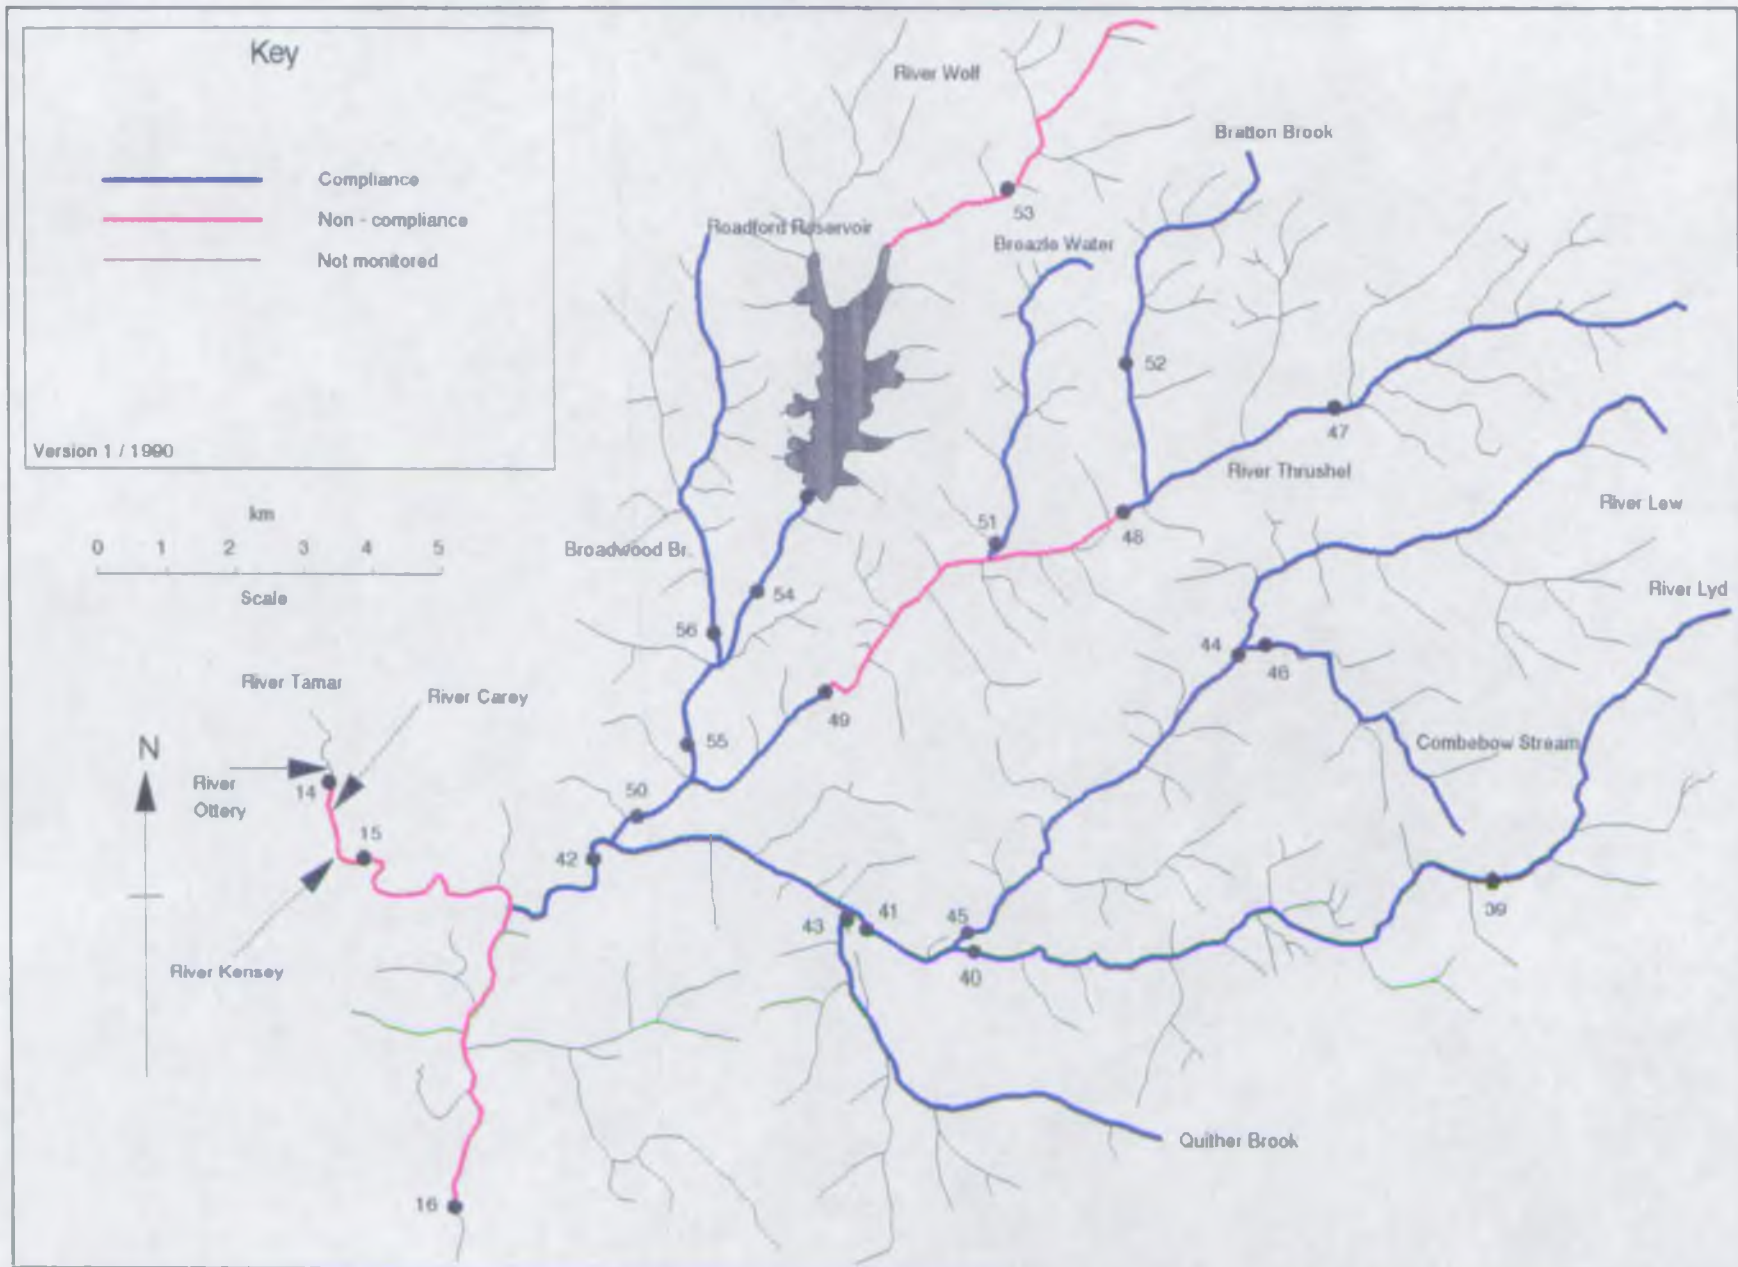 Key
Compliance
Non - compliance
Not monitored
Version 1 / 1990
km
0 1 2 3 4 5
Scale
River Wolf
Bratton Brook
53
Roadford Reservoir
Breazle Water
52
47
River Thrushel
River Lew
51
48
Broadwood Br.
54
River Lyd
56
44
46
River Tamar
River Carey
49
N
55
Combebow Stream
River
Ottery
14
50
15
42
39
43
41
45
40
River Kensey
Quither Brook
16